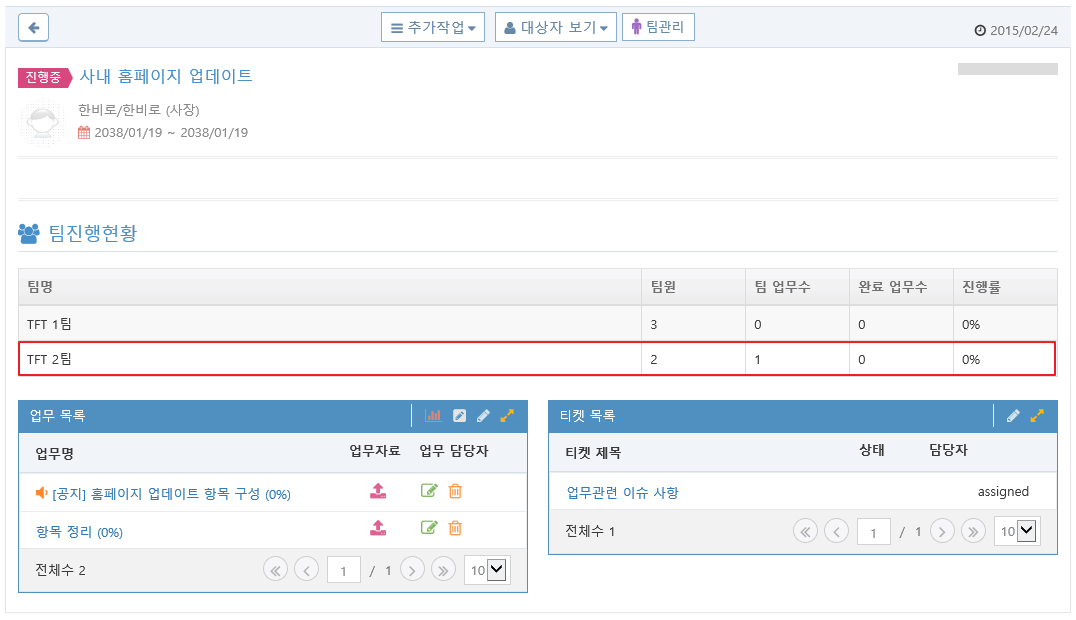 추가작업 대상자 보기 팀관리 2015/02/24
진행중 사내 홈페이지 업데이트
한비로/한비로 (사장)
2038/01/19 ~ 2038/01/19
팀진행현황
팀명 팀원 팀 업무수 완료 업무수 진행률
TFT 1팀 3 0 0 0%
TFT 2팀 2 1 0 0%
업무 목록
업무명 업무자료 업무 담당자
[공지] 홈페이지 업데이트 항목 구성 (0%)
항목 정리 (0%)
전체수 2 1 / 1 10
티켓 목록
티켓 제목 상태 담당자
업무관련 이슈 사항 assigned
전체수 1 1 / 1 10